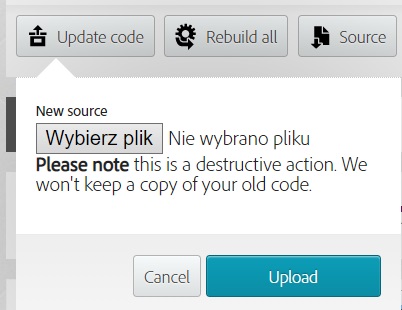 Update code Rebuild all Source
New source
Wybierz plik Nie wybrano pliku
Please note this is a destructive action. We
won't keep a copy of your old code.
Cancel Upload